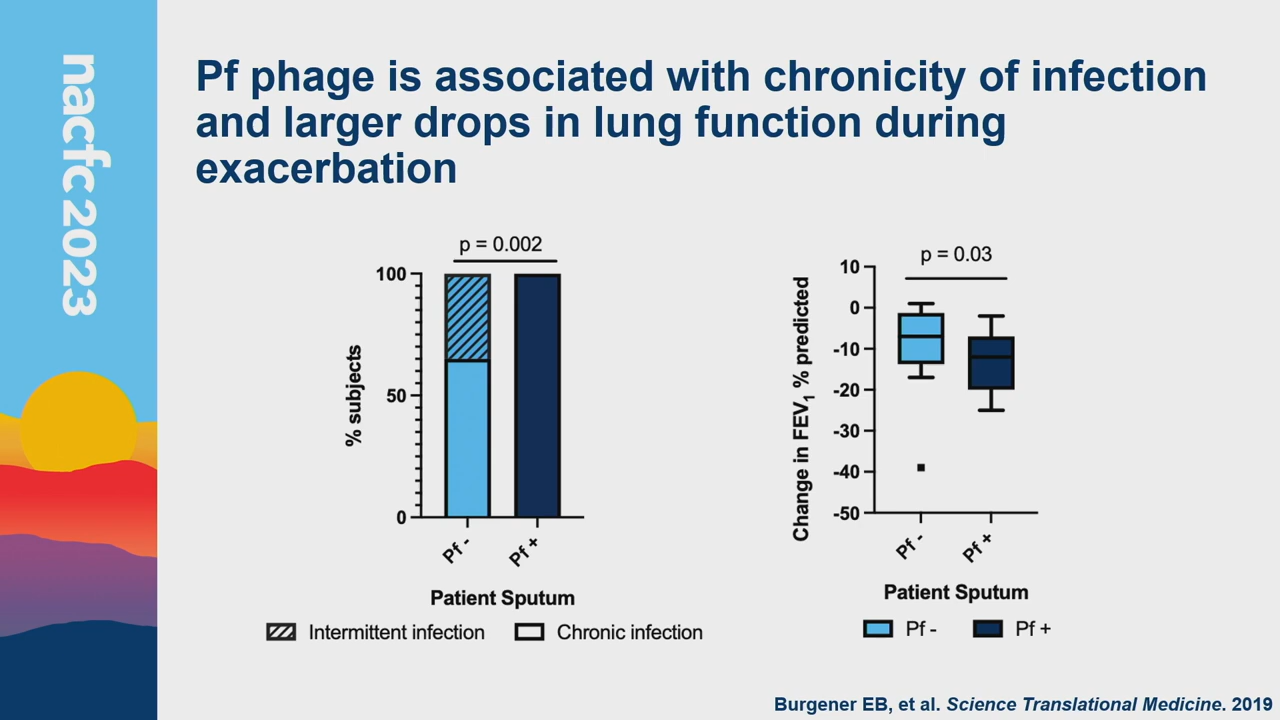 nacfc 2023
Pf phage is associated with chronicity of infection
and larger drops in lung function during
exacerbation
p = 0.002
100
50
0
% subjects
Pf -
Pf +
Patient Sputum
Intermittent infection
Chronic infection
p = 0.03
10
0
-10
-20
-30
-40
-50
Change in FEV1 % predicted
Pf -
Pf +
Patient Sputum
Pf -
Pf +
Burgener EB, et al. Science Translational Medicine. 2019